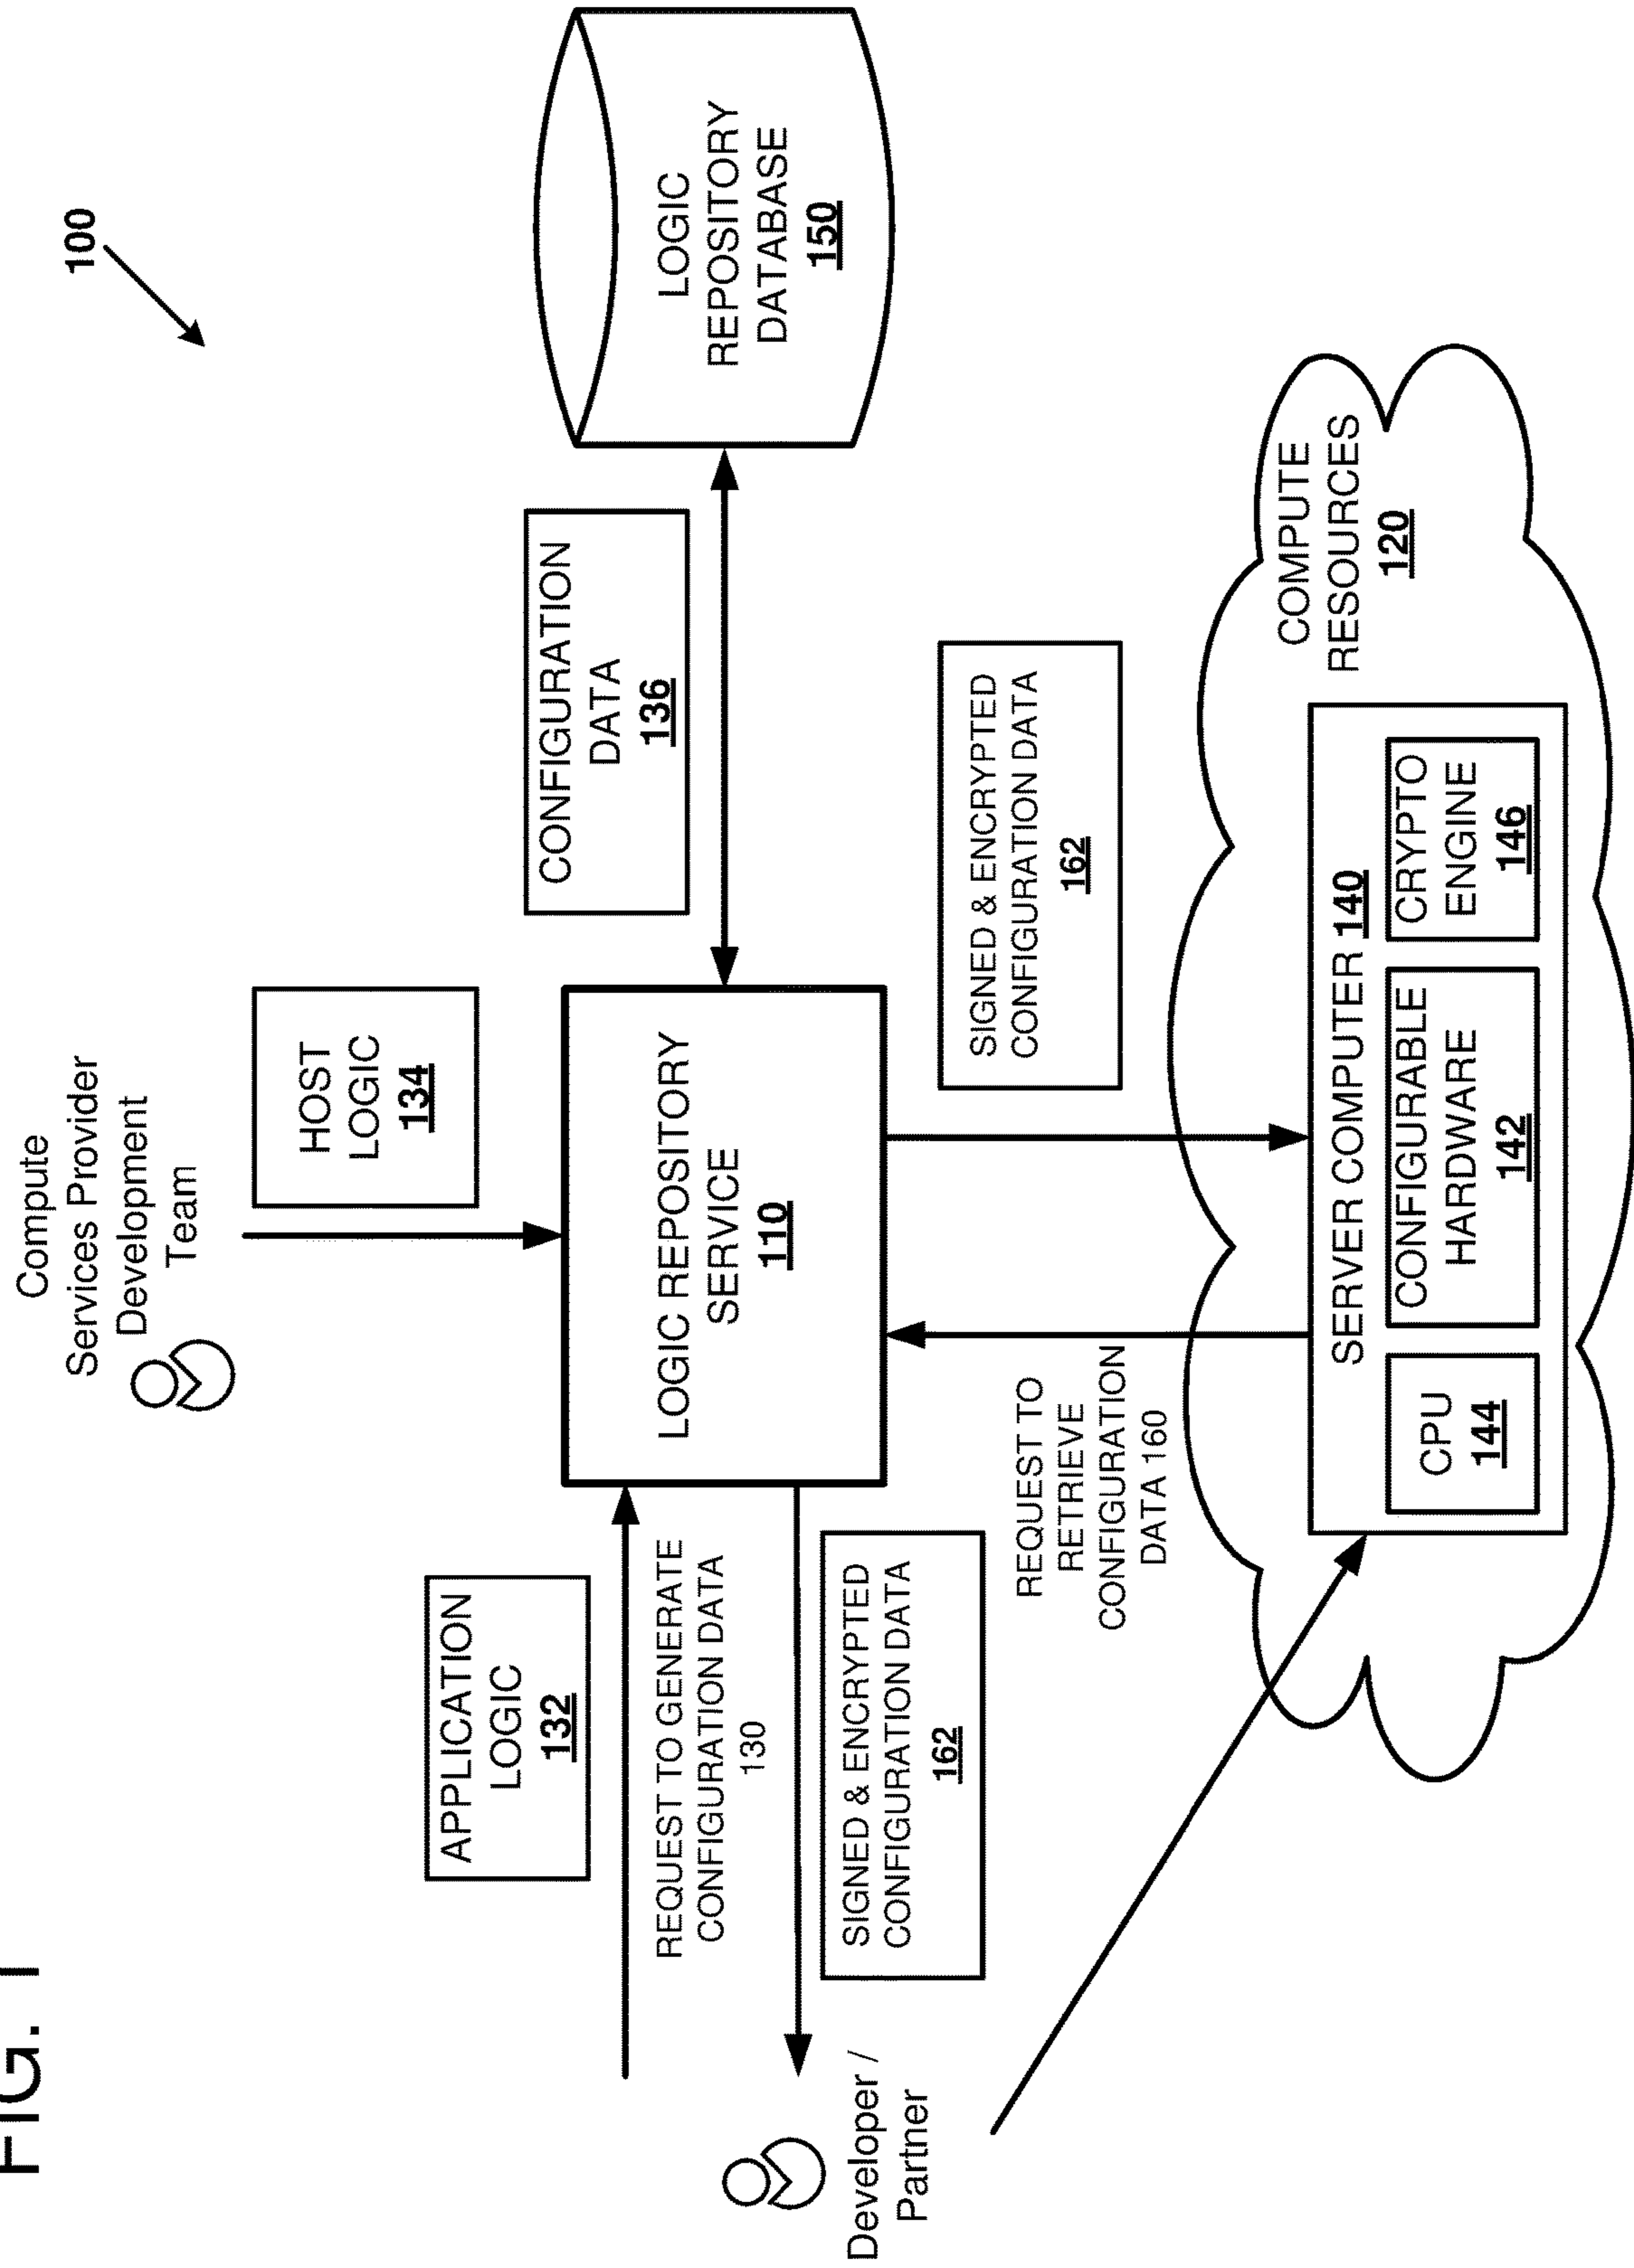 FIG. 1
100
Compute
Services Provider
Development
Team
HOST
LOGIC
134
APPLICATION
LOGIC
132
REQUEST TO GENERATE
CONFIGURATION DATA
130
LOGIC REPOSITORY
SERVICE
110
CONFIGURATION
DATA
136
LOGIC
REPOSITORY
DATABASE
150
SIGNED & ENCRYPTED
CONFIGURATION DATA
162
Developer /
Partner
REQUEST TO
RETRIEVE
CONFIGURATION
DATA 160
SIGNED & ENCRYPTED
CONFIGURATION DATA
162
COMPUTE
RESOURCES
120
SERVER COMPUTER 140
CPU
144
CONFIGURABLE
HARDWARE
142
CRYPTO
ENGINE
146